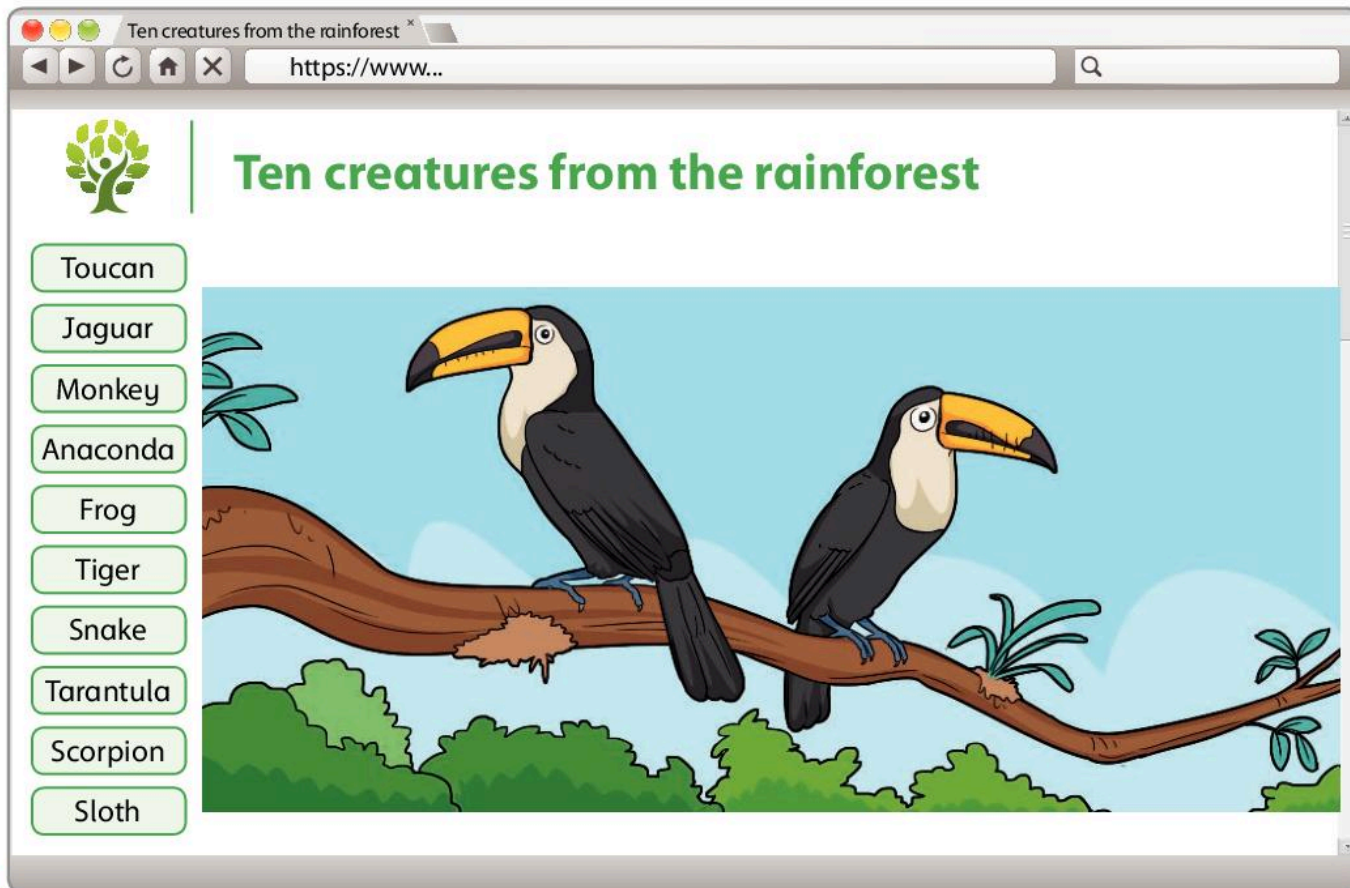 Ten creatures from the rainforest ×
https://www...
Ten creatures from the rainforest
Toucan
Jaguar
Monkey
Anaconda
Frog
Tiger
Snake
Tarantula
Scorpion
Sloth